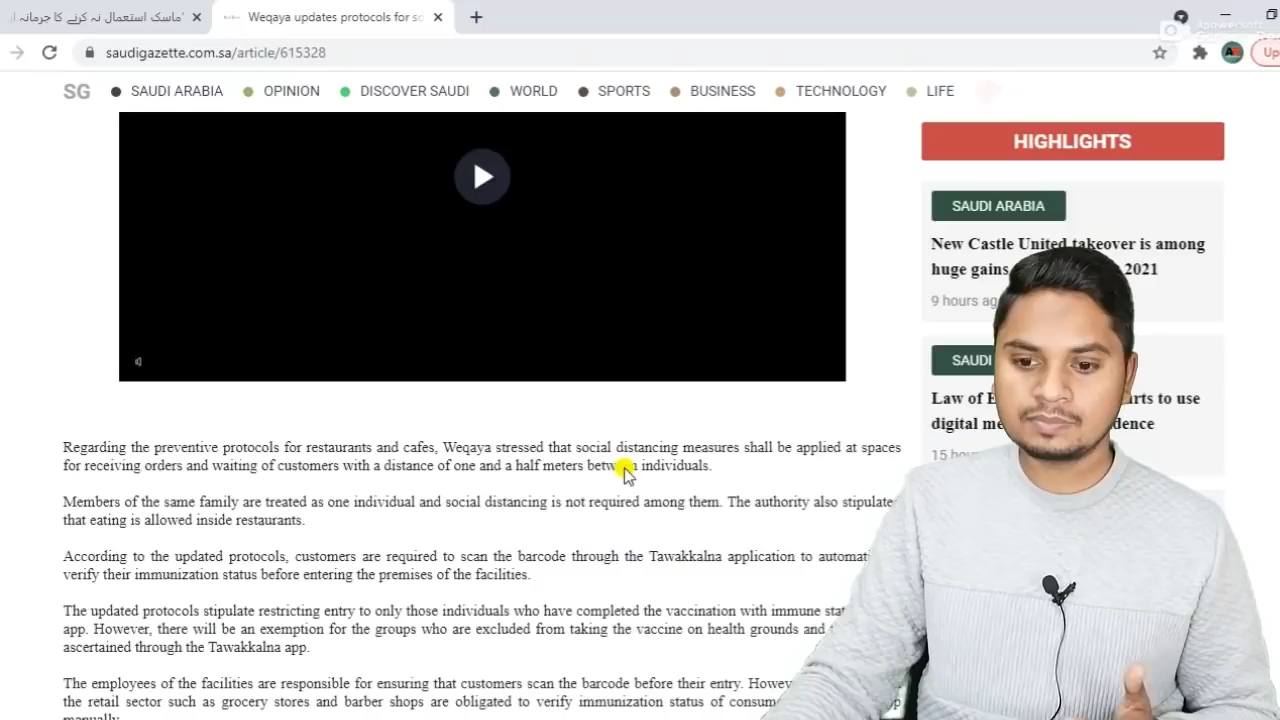 ماسک استعمال نہ کرنے کا جرمانہ
Weqaya updates protocols for so
saudigazette.com.sa/article/615328
Up
Apowersoft
SG SAUDI ARABIA OPINION DISCOVER SAUDI WORLD SPORTS BUSINESS TECHNOLOGY LIFE
HIGHLIGHTS
SAUDI ARABIA
New Castle United takeover is among
huge gains 2021
9 hours ag
SAUDI
Law of E rts to use
digital me dence
15 hou
Regarding the preventive protocols for restaurants and cafes, Weqaya stressed that social distancing measures shall be applied at spaces
for receiving orders and waiting of customers with a distance of one and a half meters between individuals.
Members of the same family are treated as one individual and social distancing is not required among them. The authority also stipulated
that eating is allowed inside restaurants.
According to the updated protocols, customers are required to scan the barcode through the Tawakkalna application to automati
verify their immunization status before entering the premises of the facilities.
The updated protocols stipulate restricting entry to only those individuals who have completed the vaccination with immune stat
app. However, there will be an exemption for the groups who are excluded from taking the vaccine on health grounds and
ascertained through the Tawakkalna app.
The employees of the facilities are responsible for ensuring that customers scan the barcode before their entry. Howev
the retail sector such as grocery stores and barber shops are obligated to verify immunization status of consum pp
manually.